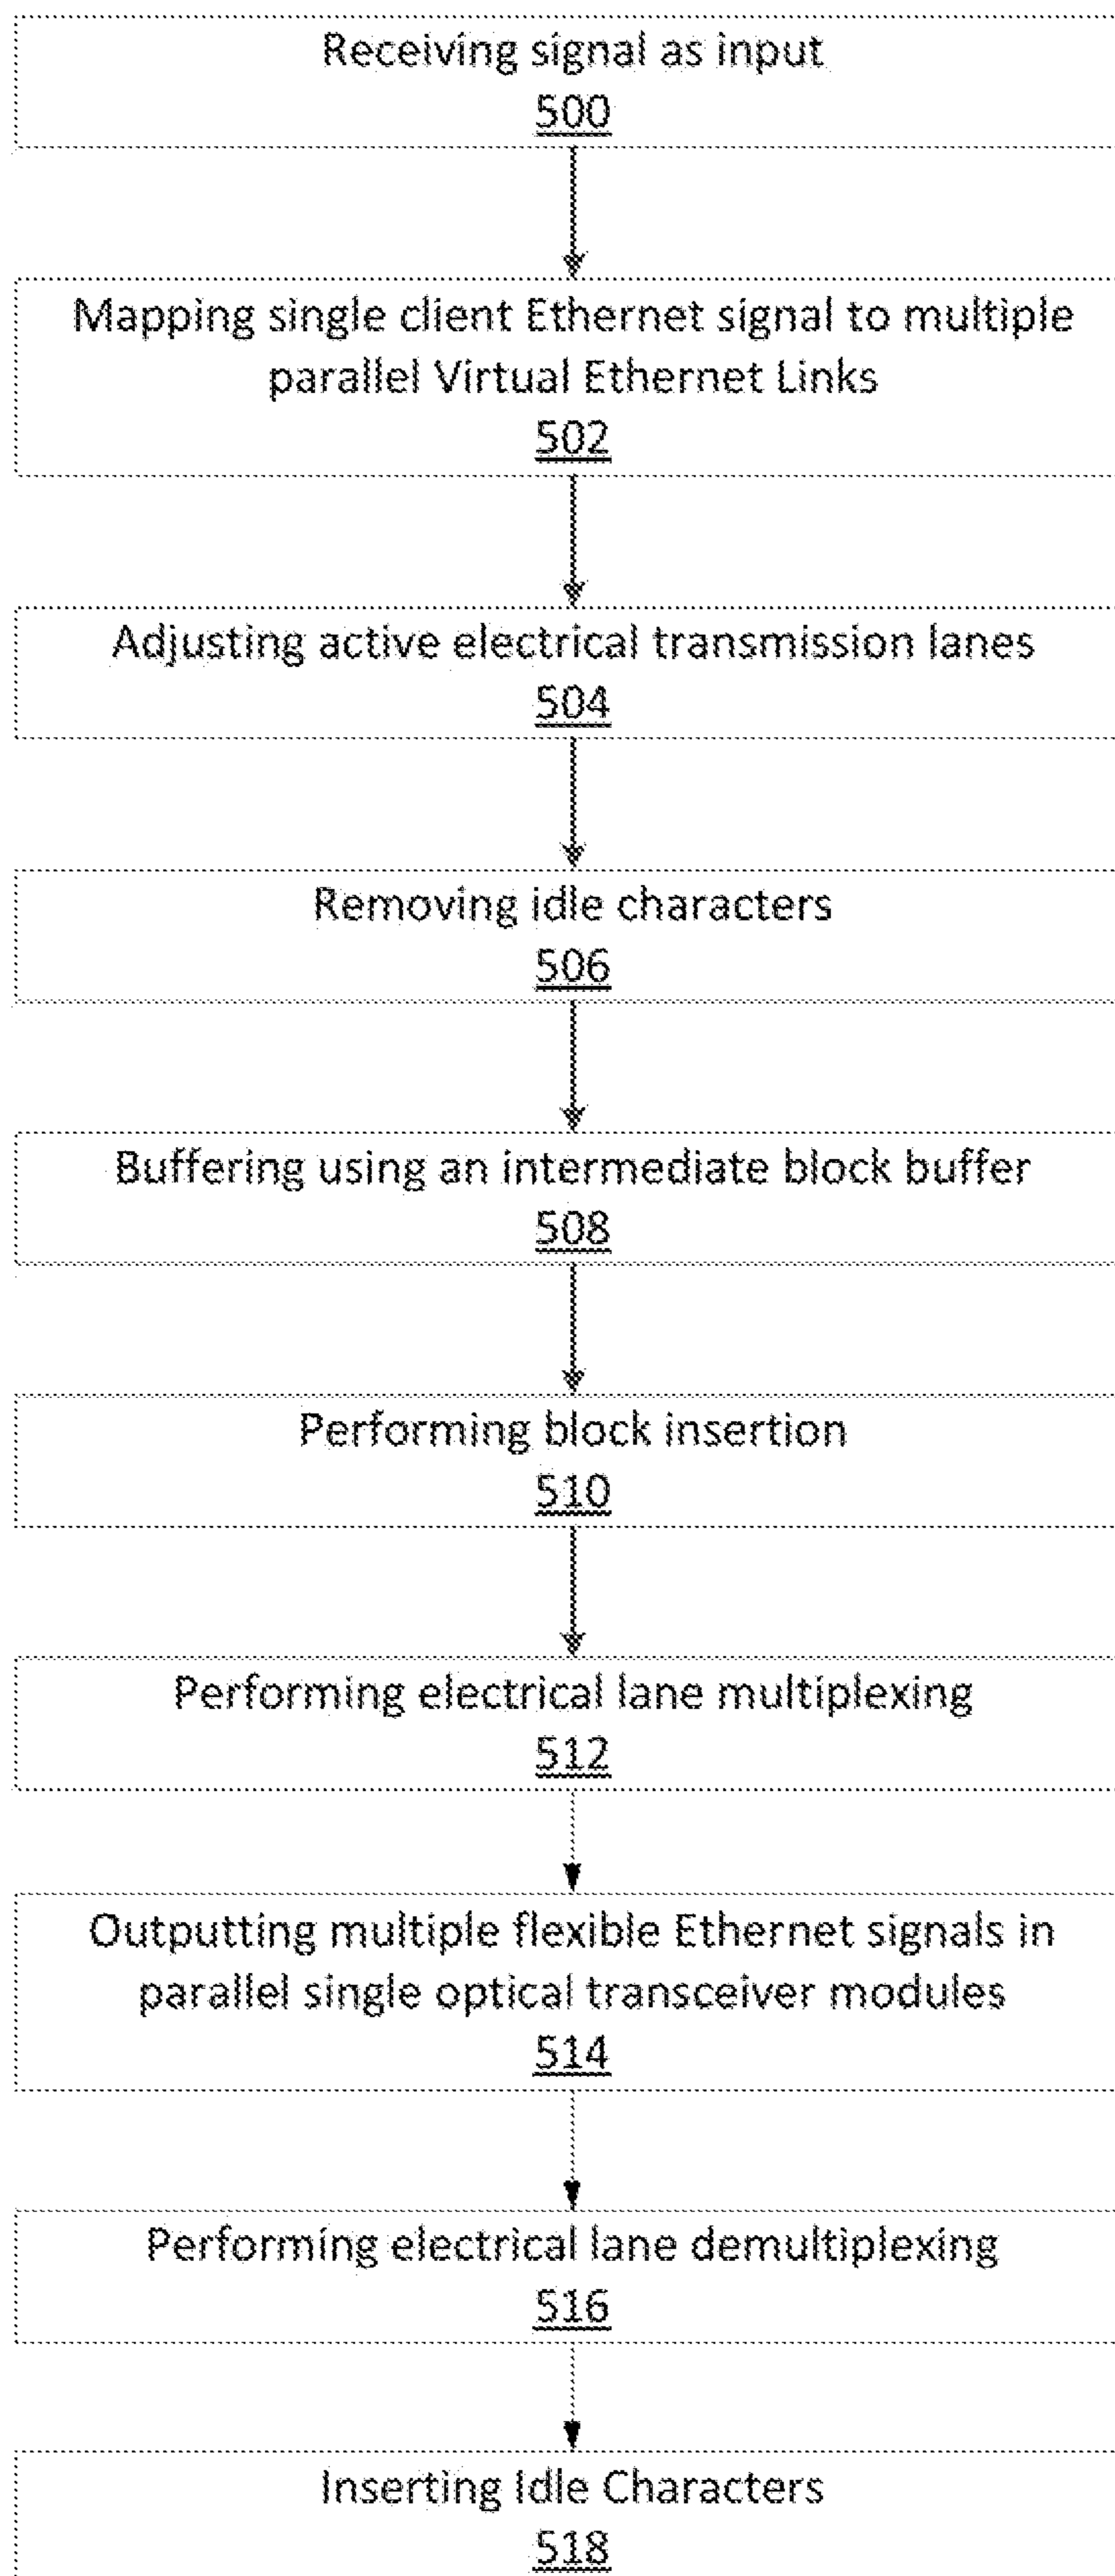 Receiving signal as input
500
Mapping single client Ethernet signal to multiple
parallel Virtual Ethernet Links
502
Adjusting active electrical transmission lanes
504
Removing idle characters
506
Buffering using an intermediate block buffer
508
Performing block insertion
510
Performing electrical lane multiplexing
512
Outputting multiple flexible Ethernet signals in
parallel single optical transceiver modules
514
Performing electrical lane demultiplexing
516
Inserting Idle Characters
518